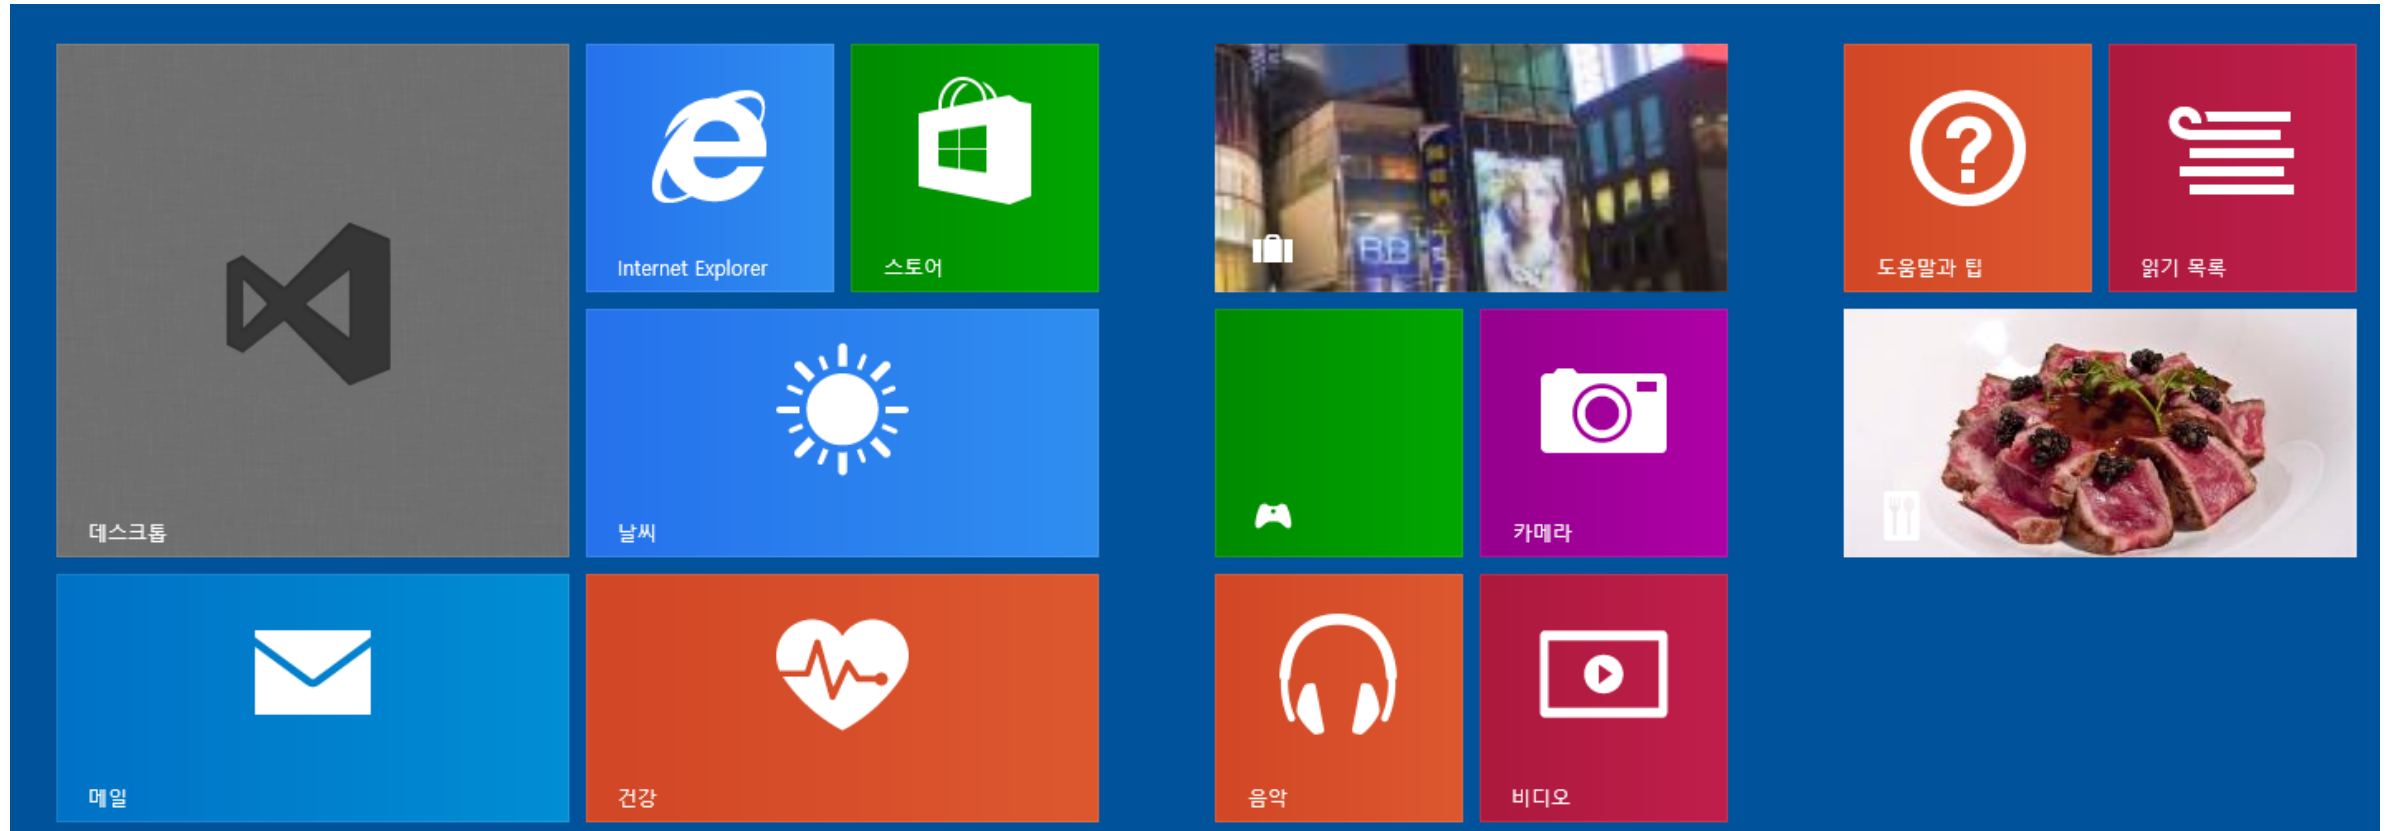 Internet Explorer
스토어
데스크톱
날씨
메일
건강
BB
카메라
음악
비디오
도움말과 팁
읽기 목록